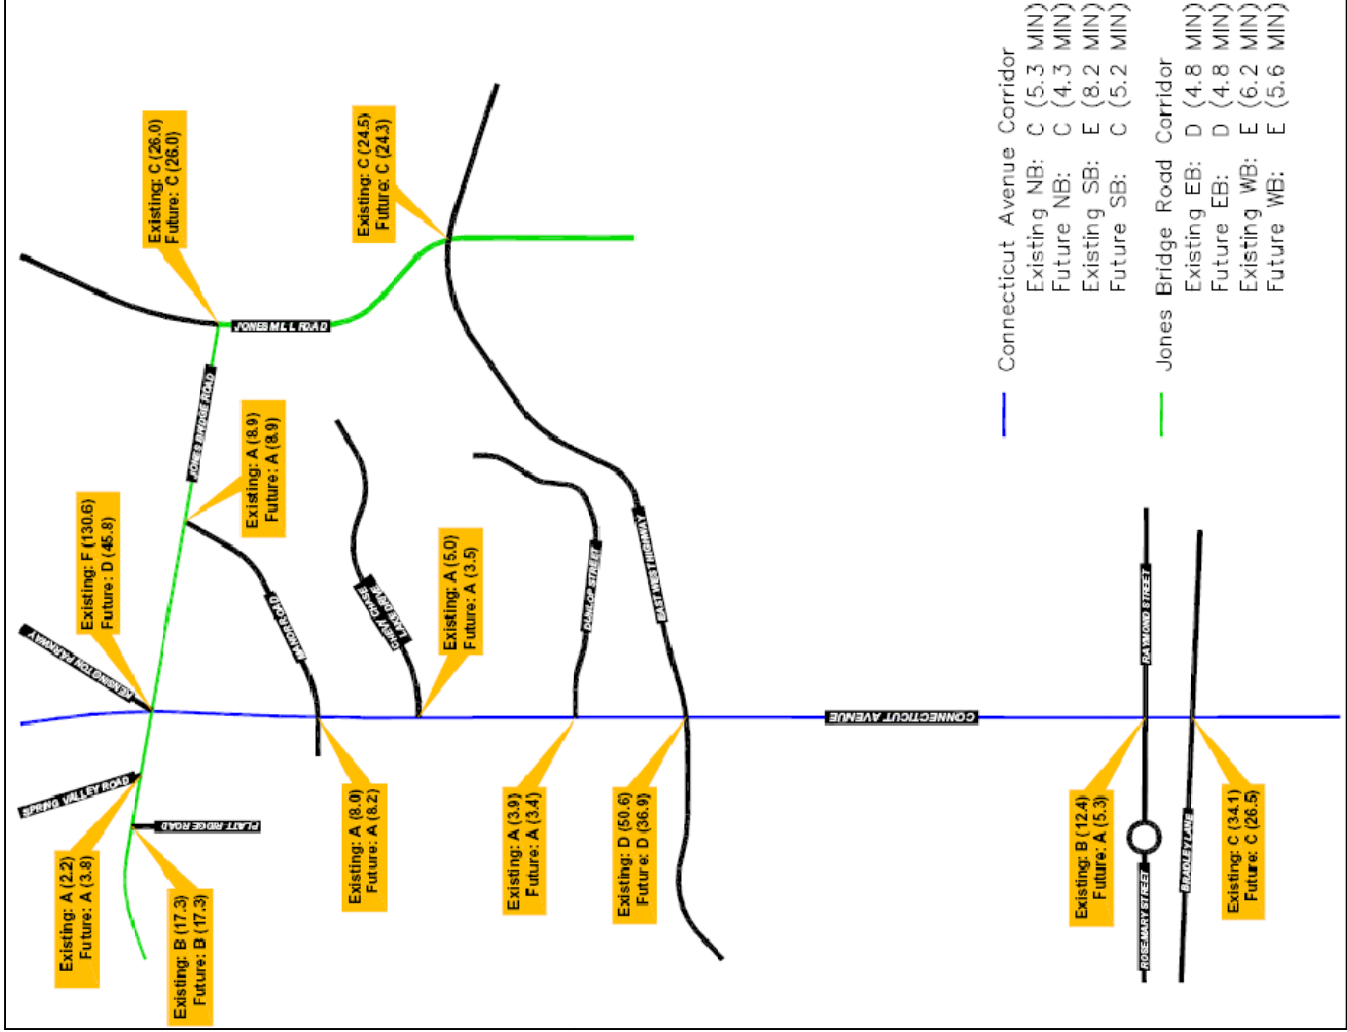 Existing: C (26.0)
Future: C (26.0)
Existing: C (24.5)
Future: C (24.3)
JONES MILL ROAD
JONES BRIDGE ROAD
Existing: A (8.9)
Future: A (8.9)
Existing: F (130.6)
Future: D (45.8)
KENSINGTON PARKWAY
MANOR ROAD
CHEVY CHASE
LAKE DRIVE
Existing: A (5.0)
Future: A (3.5)
DUNLOP STREET
EAST WEST HIGHWAY
RAYMOND STREET
CONNECTICUT AVENUE
SPRING VALLEY ROAD
PLATT RIDGE ROAD
Existing: A (2.2)
Future: A (3.8)
Existing: B (17.3)
Future: B (17.3)
Existing: A (8.0)
Future: A (8.2)
Existing: A (3.9)
Future: A (3.4)
Existing: D (50.6)
Future: D (36.9)
Existing: B (12.4)
Future: A (5.3)
ROSEMARY STREET
BRADLEY LANE
Existing: C (34.1)
Future: C (26.5)
Connecticut Avenue Corridor
Existing NB: C (5.3 MIN)
Future NB: C (4.3 MIN)
Existing SB: E (8.2 MIN)
Future SB: C (5.2 MIN)
Jones Bridge Road Corridor
Existing EB: D (4.8 MIN)
Future EB: D (4.8 MIN)
Existing WB: E (6.2 MIN)
Future WB: E (5.6 MIN)